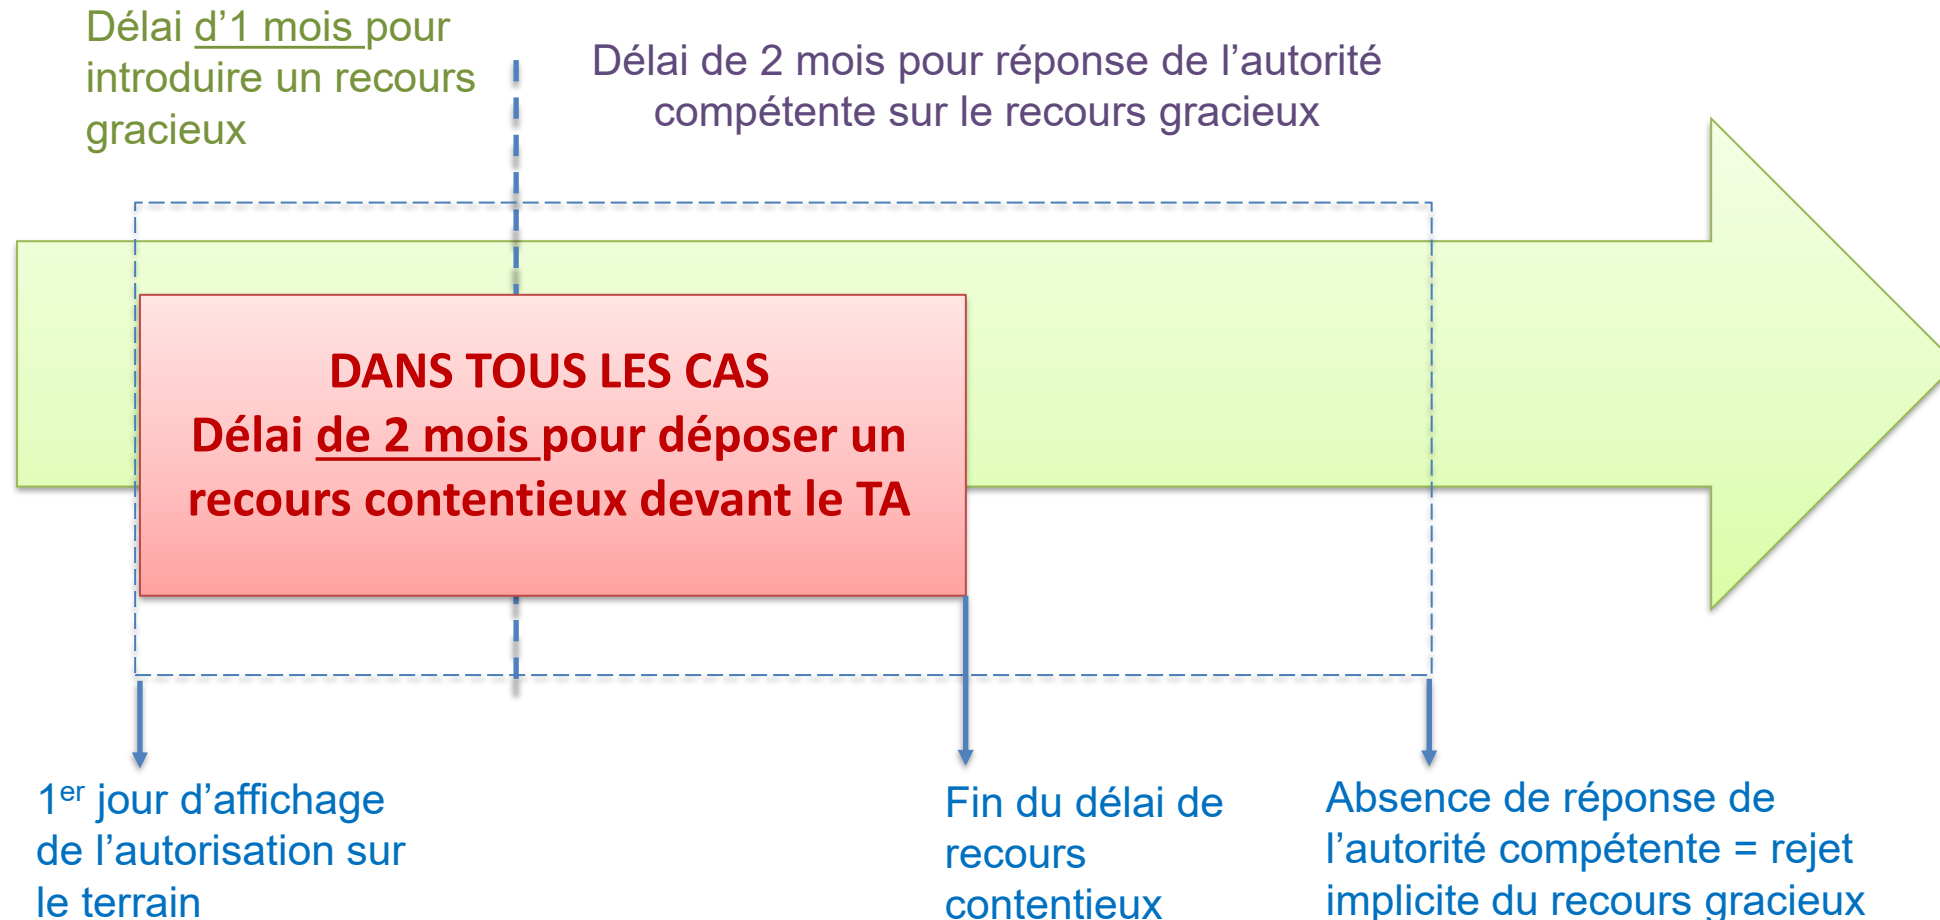 Délai d’1 mois pour
introduire un recours
gracieux
Délai de 2 mois pour réponse de l’autorité
compétente sur le recours gracieux
DANS TOUS LES CAS
Délai de 2 mois pour déposer un
recours contentieux devant le TA
1er jour d’affichage
de l’autorisation sur
le terrain
Fin du délai de
recours
contentieux
Absence de réponse de
l’autorité compétente = rejet
implicite du recours gracieux